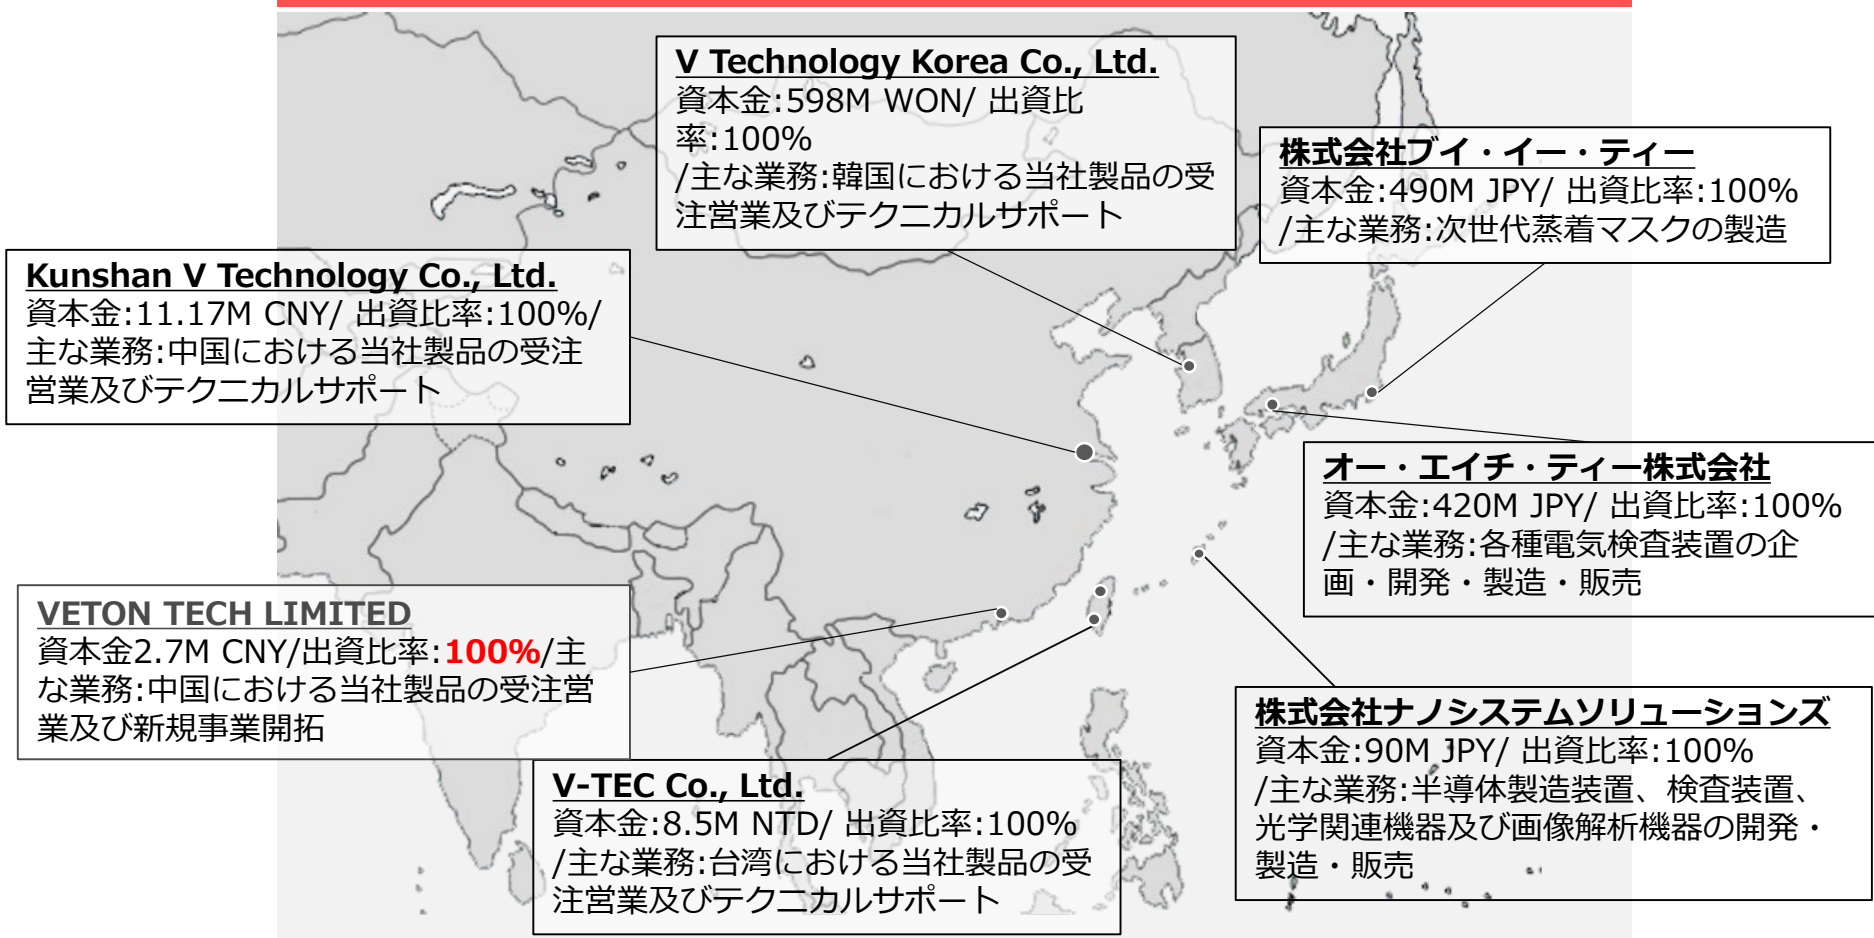 V Technology Korea Co., Ltd.
資本金:598M WON/ 出資比
率:100%
/主な業務:韓国における当社製品の受
注営業及びテクニカルサポート
株式会社ブイ・イー・ティー
資本金:490M JPY/ 出資比率:100%
/主な業務:次世代蒸着マスクの製造
Kunshan V Technology Co., Ltd.
資本金:11.17M CNY/ 出資比率:100%/
主な業務:中国における当社製品の受注
営業及びテクニカルサポート
オー・エイチ・ティー株式会社
資本金:420M JPY/ 出資比率:100%
/主な業務:各種電気検査装置の企
画・開発・製造・販売
VETON TECH LIMITED
資本金2.7M CNY/出資比率:100%/主
な業務:中国における当社製品の受注営
業及び新規事業開拓
株式会社ナノシステムソリューションズ
資本金:90M JPY/ 出資比率:100%
/主な業務:半導体製造装置、検査装置、
光学関連機器及び画像解析機器の開発・
製造・販売
V-TEC Co., Ltd.
資本金:8.5M NTD/ 出資比率:100%
/主な業務:台湾における当社製品の受
注営業及びテクニカルサポート